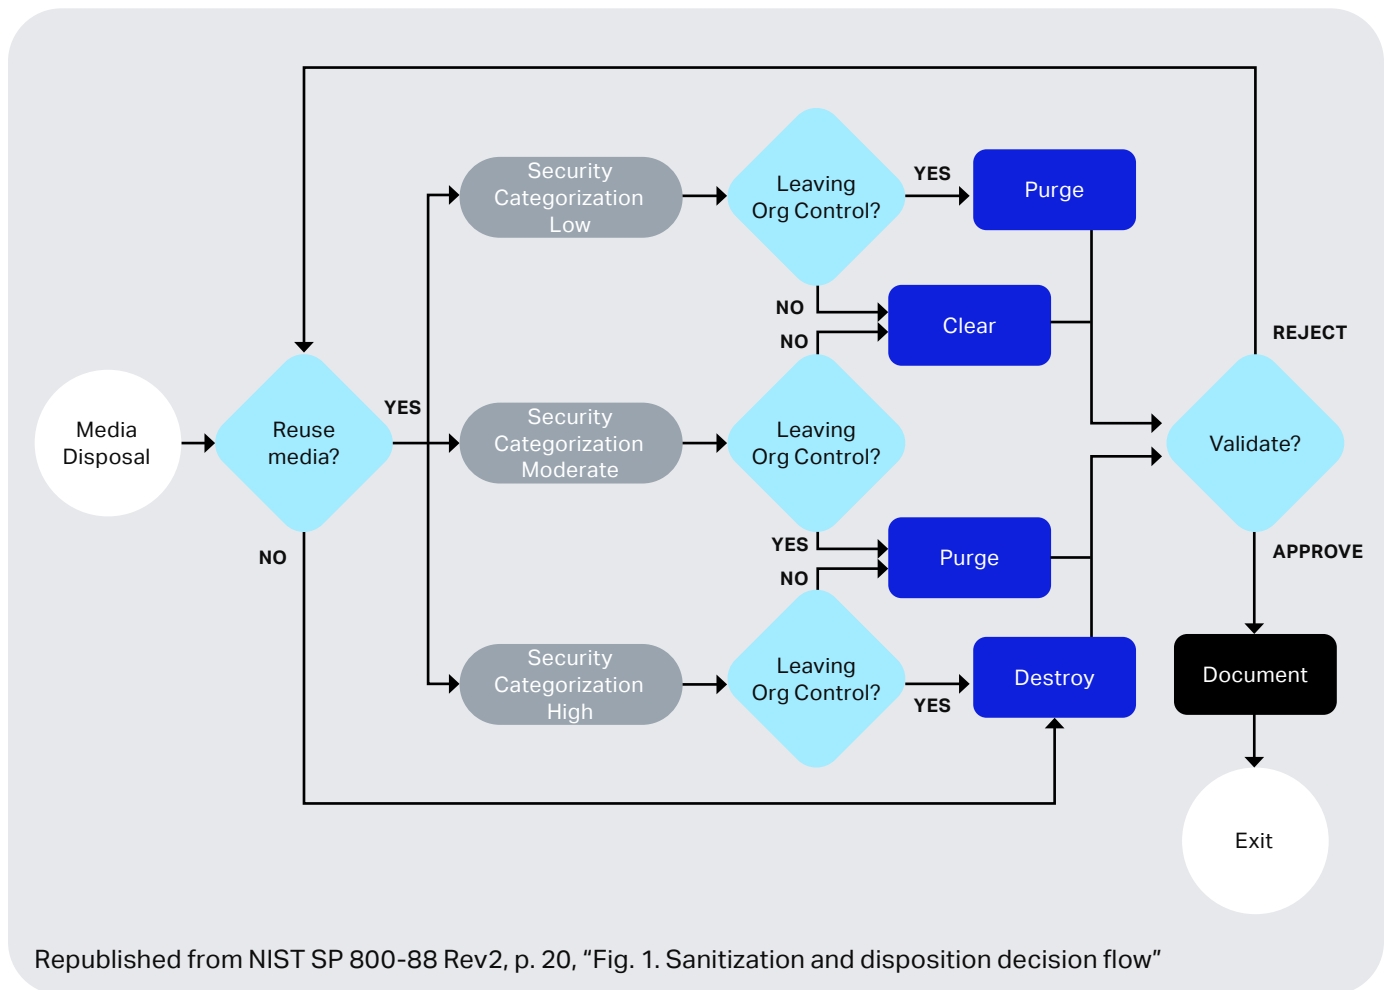 Security
Categorization
Low
Leaving
Org Control?
YES
Purge
NO
Clear
NO
REJECT
Media
Disposal
Reuse
media?
YES
Security
Categorization
Moderate
Leaving
Org Control?
Validate?
NO
YES
Purge
NO
APPROVE
Security
Categorization
High
Leaving
Org Control?
YES
Destroy
Document
Exit
Republished from NIST SP 800-88 Rev2, p. 20, “Fig. 1. Sanitization and disposition decision flow”